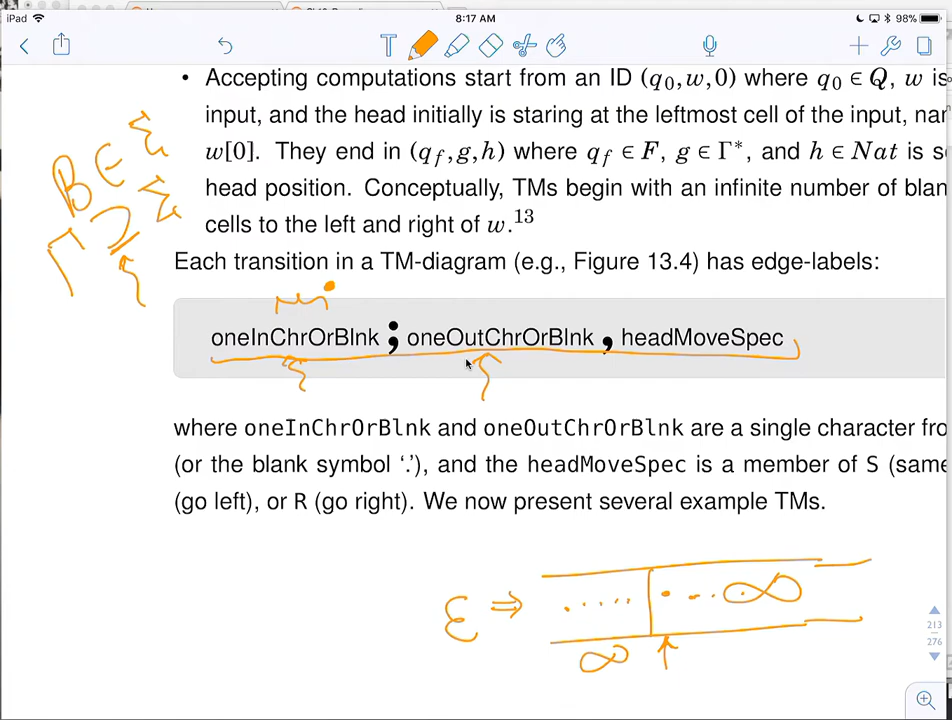 iPad 8:17 AM 98%
T
• Accepting computations start from an ID (q0,w,0) where q0 ∈ Q, w is
input, and the head initially is staring at the leftmost cell of the input, nar
w[0]. They end in (qf,g,h) where qf ∈ F, g ∈ Γ*, and h ∈ Nat is s
head position. Conceptually, TMs begin with an infinite number of blan
cells to the left and right of w.13
B ∈ Σ
Γ ⊇ Σ
Each transition in a TM-diagram (e.g., Figure 13.4) has edge-labels:
oneInChrOrBlnk ; oneOutChrOrBlnk , headMoveSpec
where oneInChrOrBlnk and oneOutChrOrBlnk are a single character fro
(or the blank symbol ‘.’), and the headMoveSpec is a member of S (same
(go left), or R (go right). We now present several example TMs.
ε ⇒ ..... . ... ∞
∞ ↑
213
276